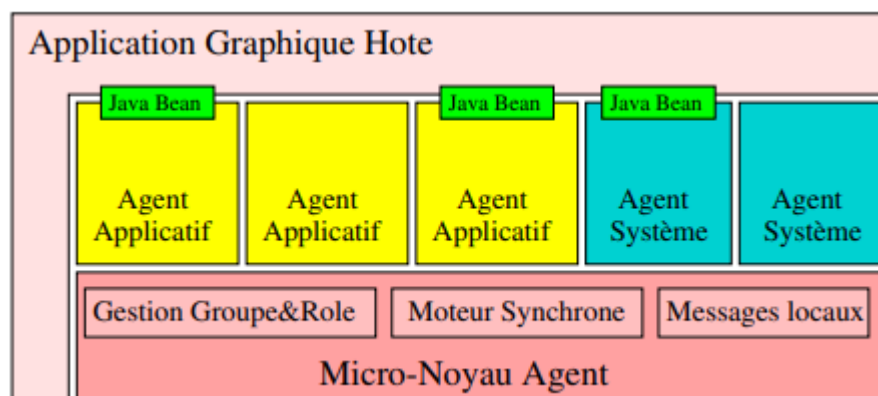 Application Graphique Hote
Java Bean
Java Bean
Java Bean
Agent
Applicatif
Agent
Applicatif
Agent
Applicatif
Agent
Système
Agent
Système
Gestion Groupe&Role
Moteur Synchrone
Messages locaux
Micro-Noyau Agent